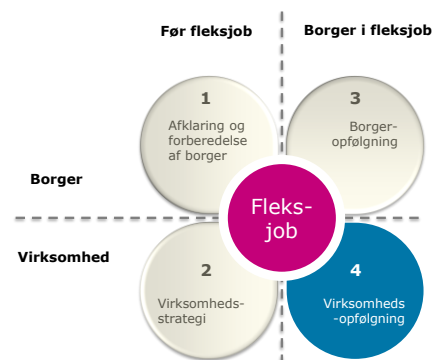 Før fleksjob
Borger i fleksjob
1
Afklaring og
forberedelse
af borger
3
Borger-
opfølgning
Borger
Fleks-
job
Virksomhed
2
Virksomheds-
strategi
4
Virksomheds
-opfølgning